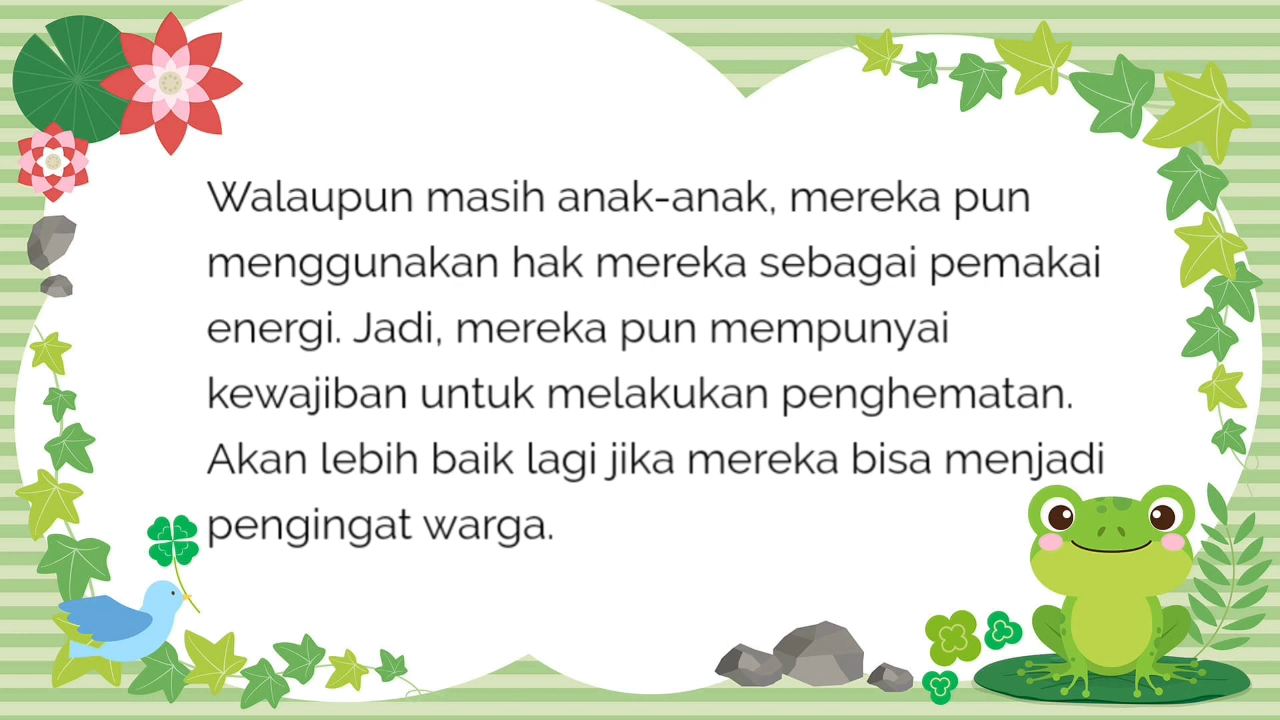 Walaupun masih anak-anak, mereka pun
menggunakan hak mereka sebagai pemakai
energi. Jadi, mereka pun mempunyai
kewajiban untuk melakukan penghematan.
Akan lebih baik lagi jika mereka bisa menjadi
pengingat warga.